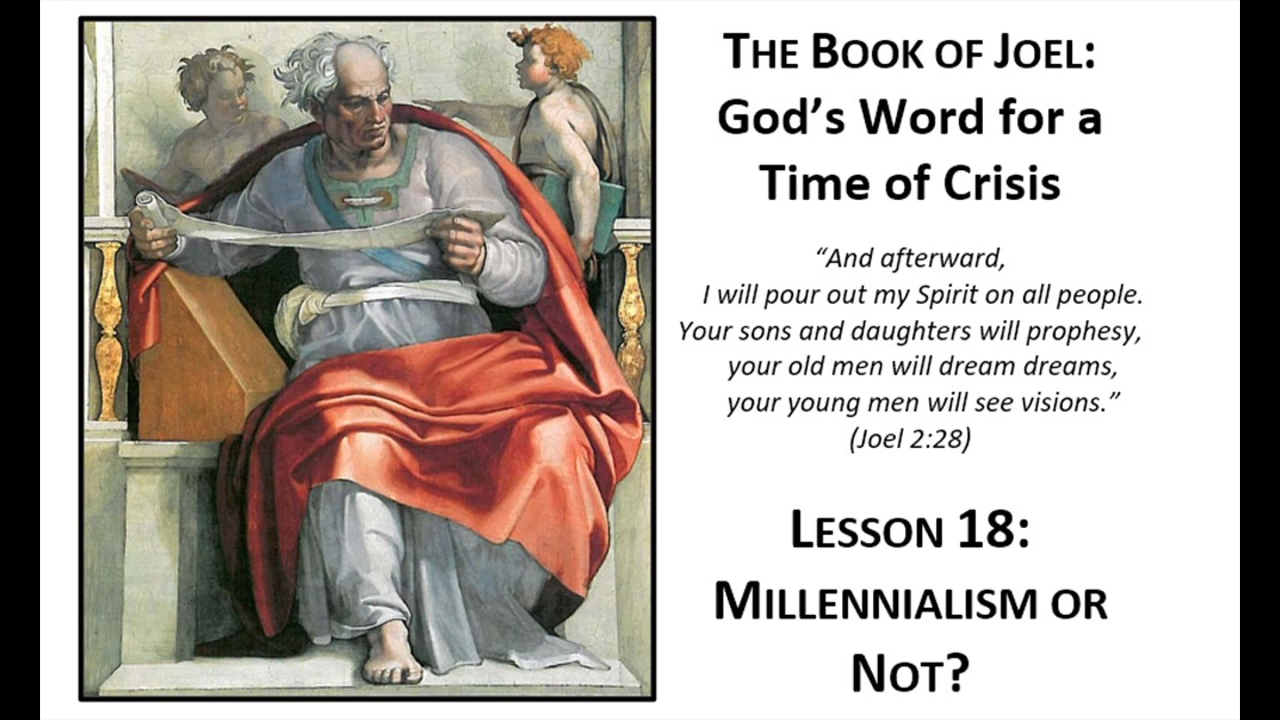 THE BOOK OF JOEL:
God's Word for a
Time of Crisis
“And afterward,
I will pour out my Spirit on all people.
Your sons and daughters will prophesy,
your old men will dream dreams,
your young men will see visions.”
(Joel 2:28)
LESSON 18:
MILLENNIALISM OR
NOT?